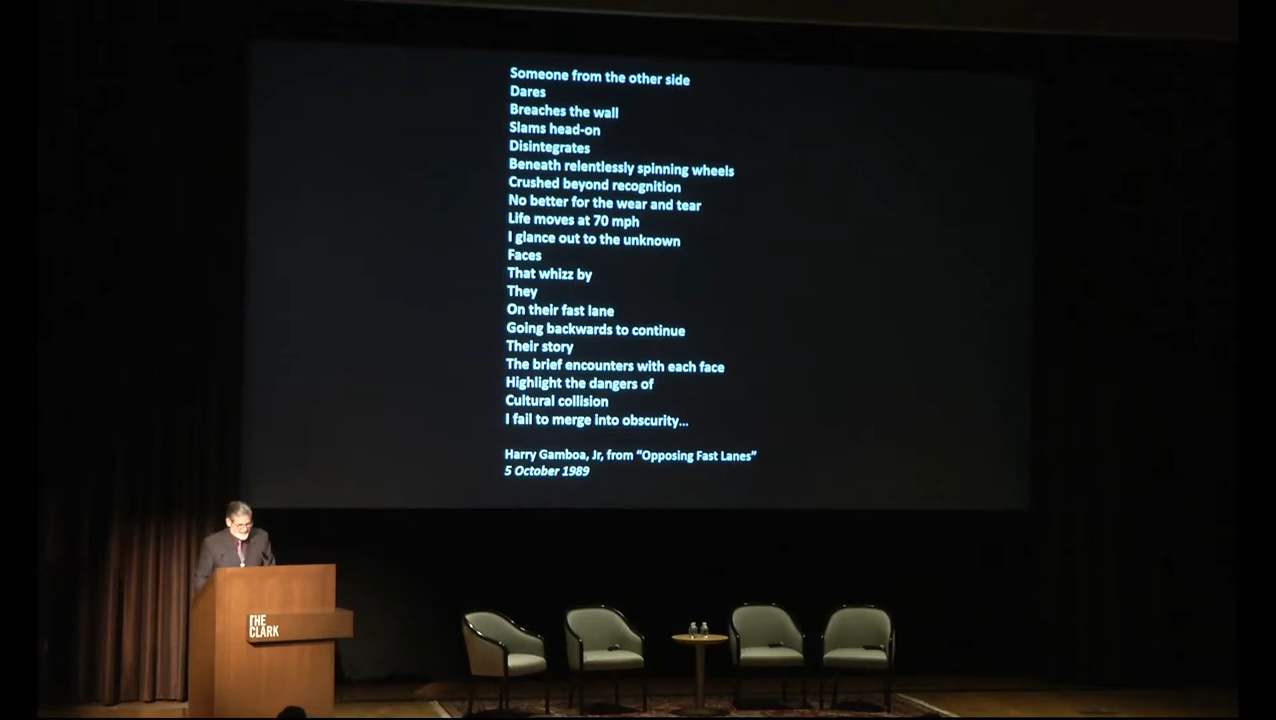 Someone from the other side
Dares
Breaches the wall
Slams head-on
Disintegrates
Beneath relentlessly spinning wheels
Crushed beyond recognition
No better for the wear and tear
Life moves at 70 mph
I glance out to the unknown
Faces
That whizz by
They
On their fast lane
Going backwards to continue
Their story
The brief encounters with each face
Highlight the dangers of
Cultural collision
I fail to merge into obscurity...
Harry Gamboa, Jr, from “Opposing Fast Lanes”
5 October 1989
THE
CLARK